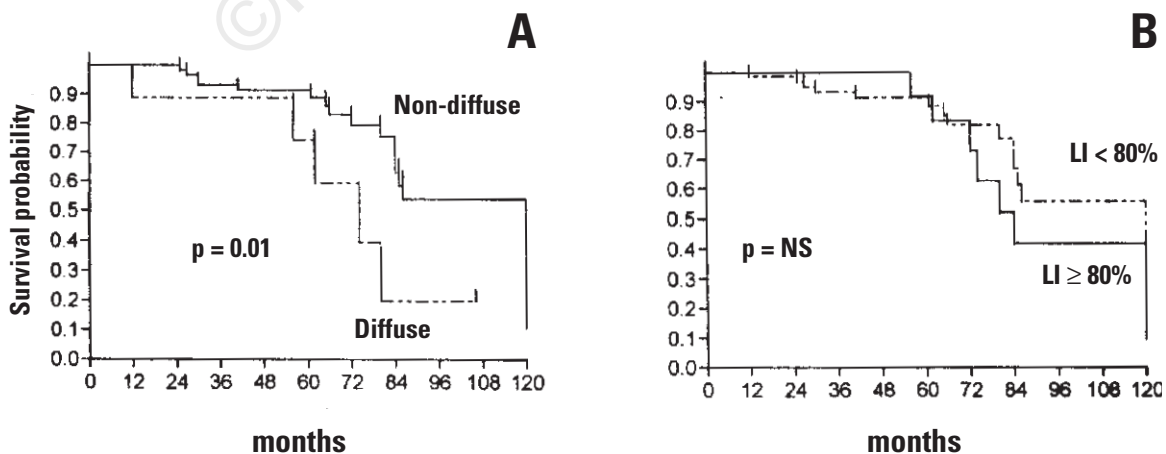 A
0.9
0.8
0.7
0.6
0.5
0.4
0.3
0.2
0.1
0.0
Survival probability
Non-diffuse
p = 0.01
Diffuse
0 12 24 36 48 60 72 84 96 108 120
months
B
0.9
0.8
0.7
0.6
0.5
0.4
0.3
0.2
0.1
0.0
LI < 80%
p = NS
LI ≥ 80%
0 12 24 36 48 60 72 84 96 108 120
months